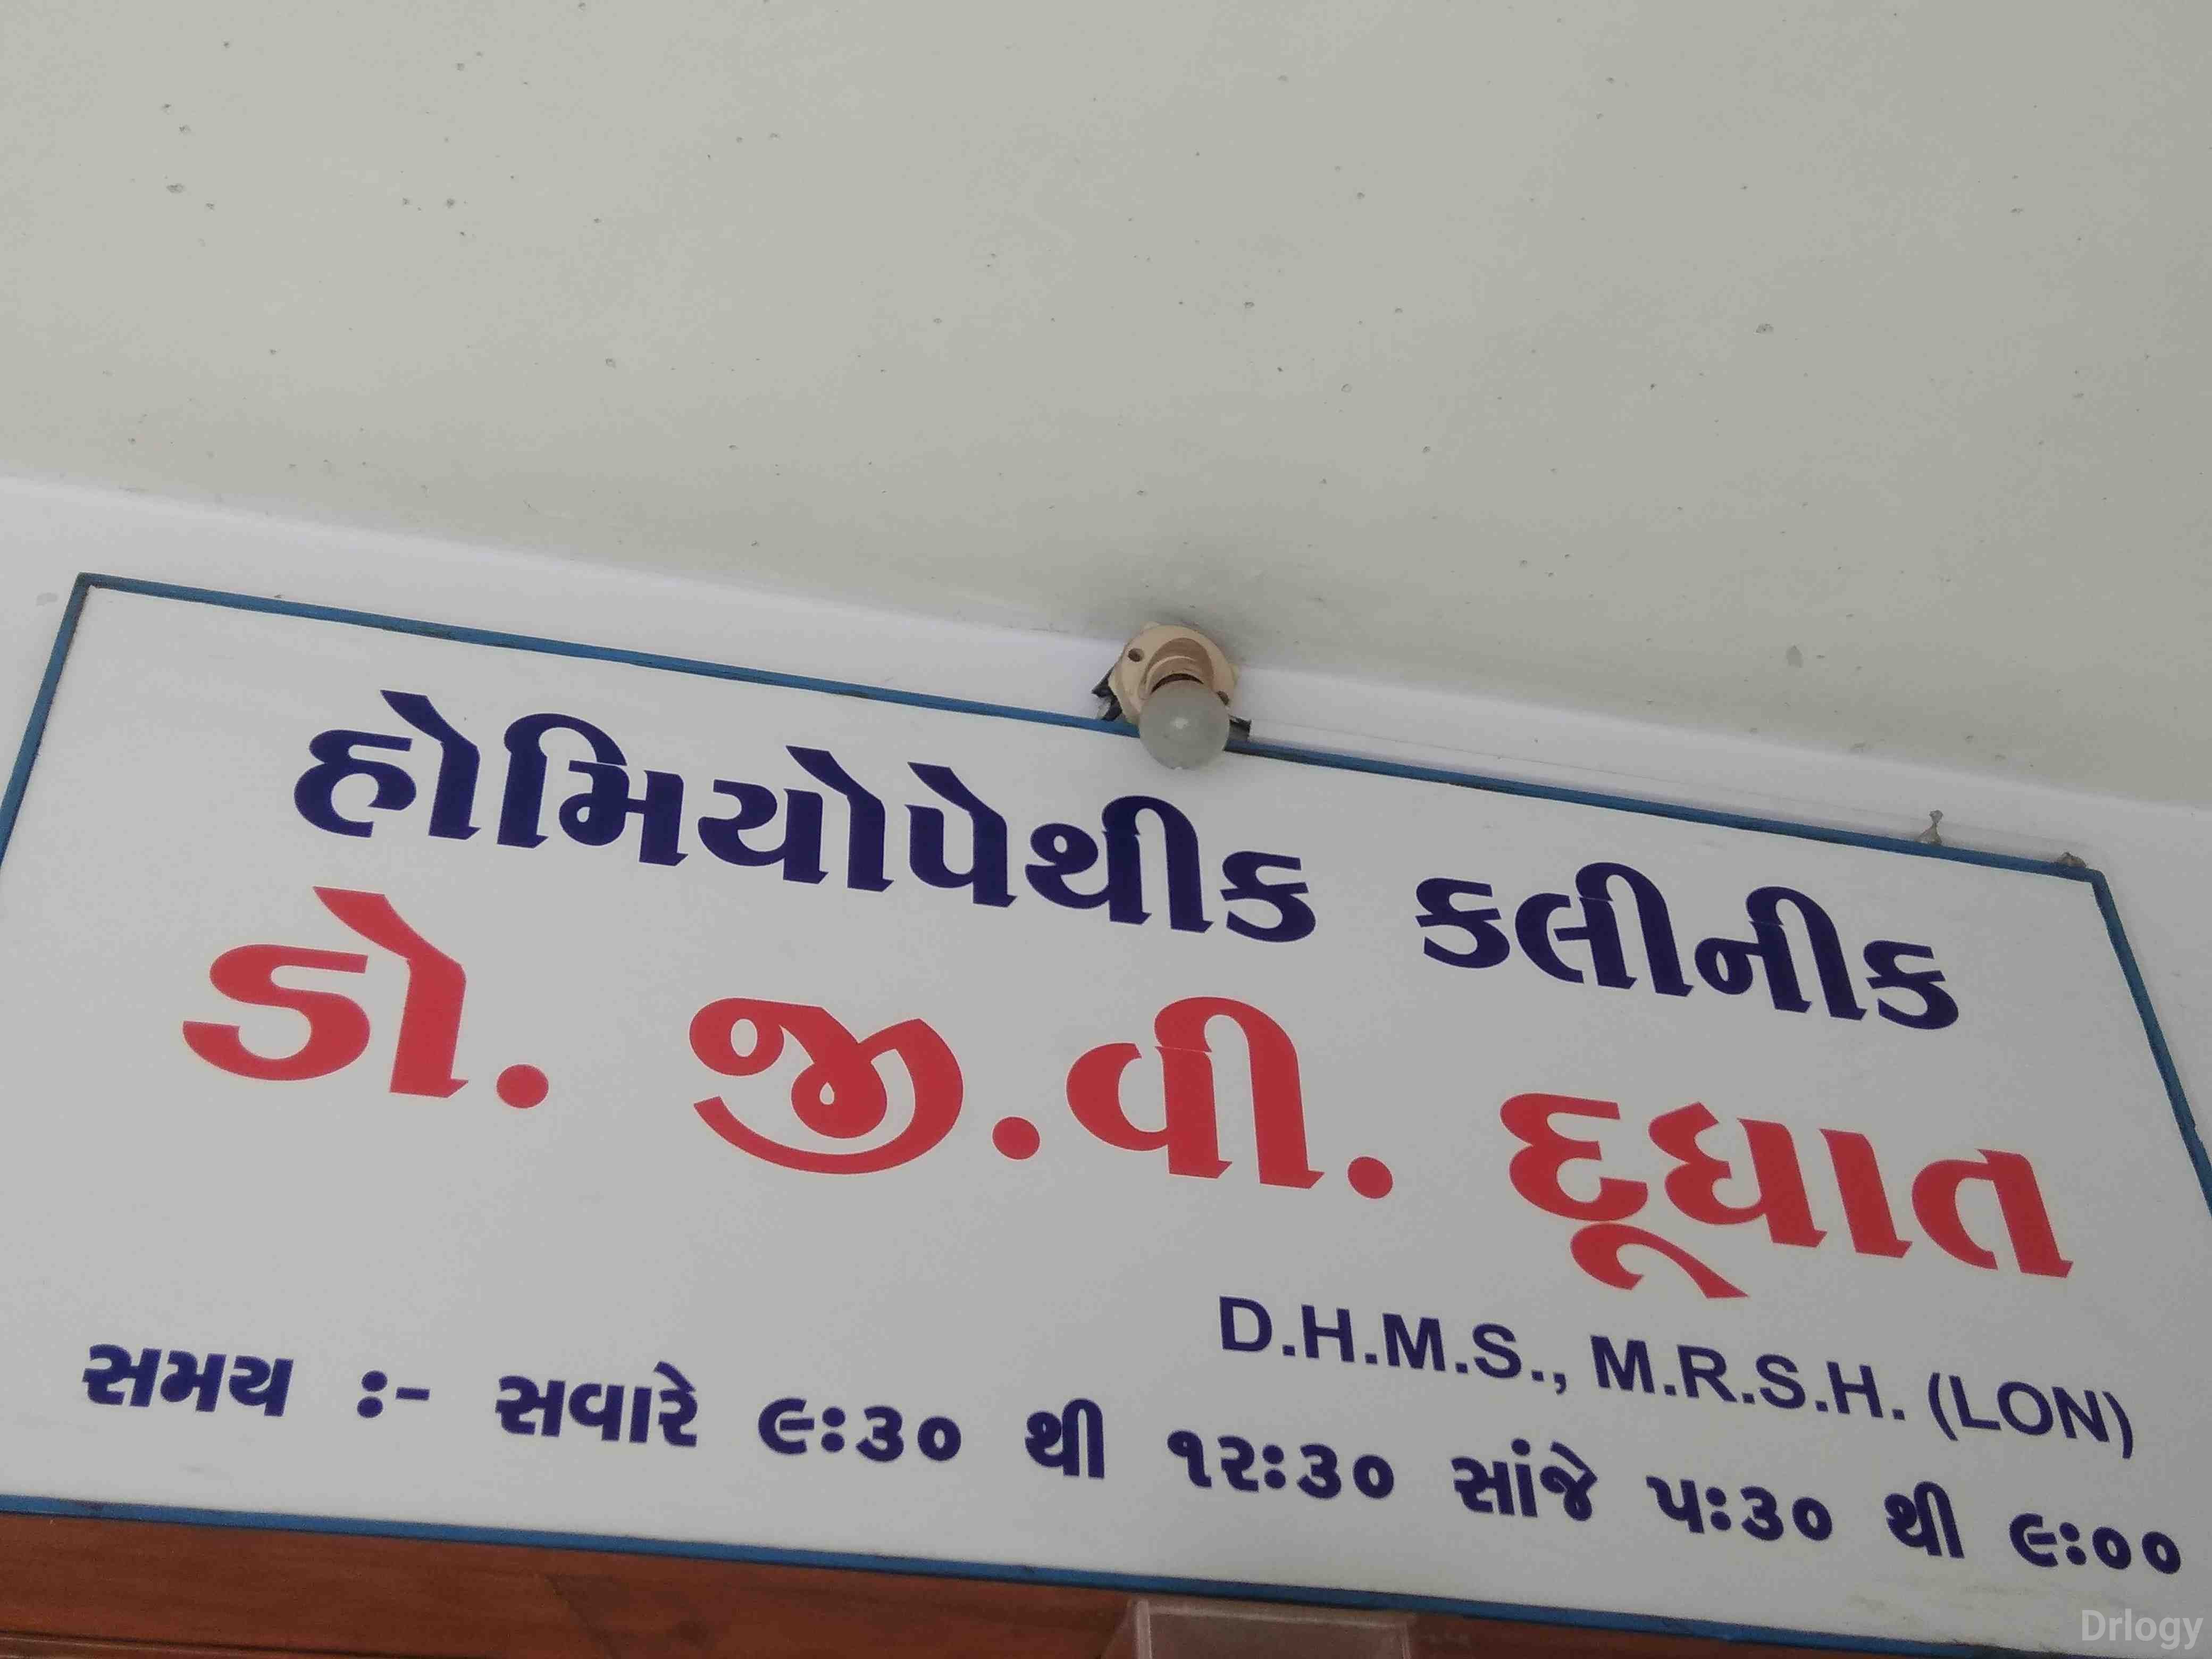 હોમિયોપેથીક કલીનીક
ડો. જી.વી. દૂધાત
D.H.M.S., M.R.S.H. (LON)
સમય :- સવારે ૯:૩૦ થી ૧૨:૩૦ સાંજે ૫:૩૦ થી ૯:૦૦
Drlogy